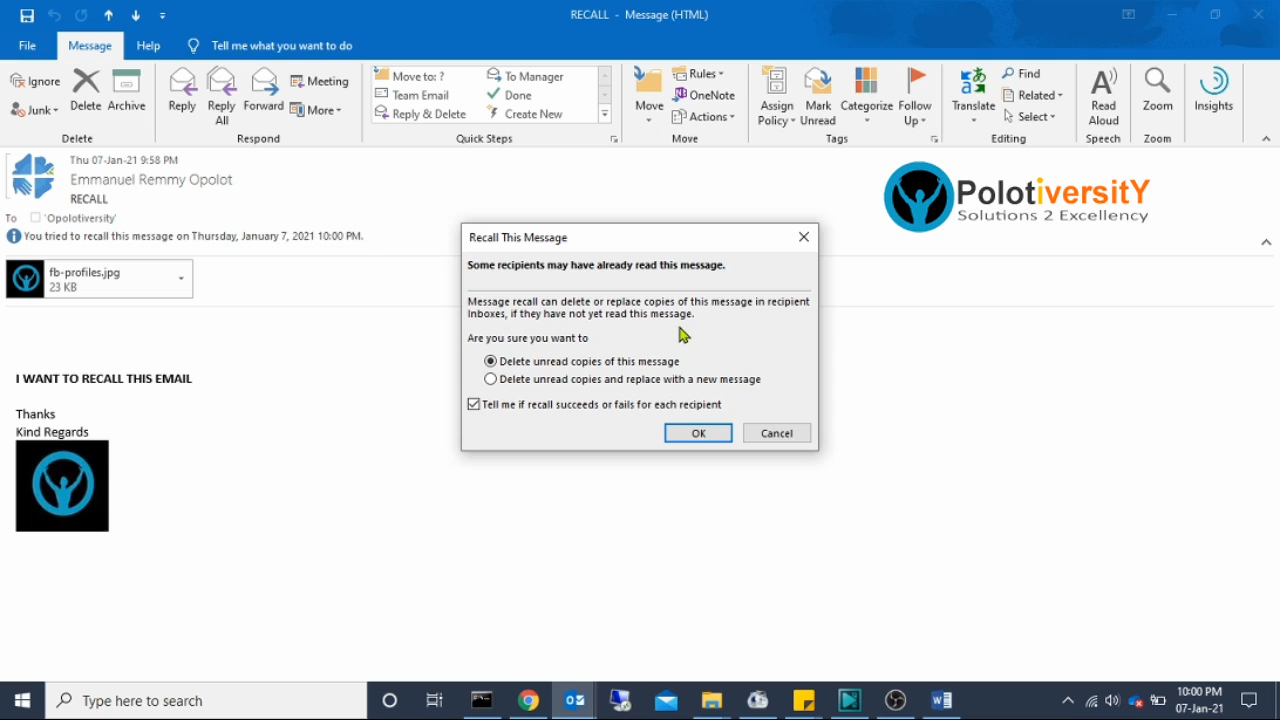 RECALL - Message (HTML)
File Message Help Tell me what you want to do
Ignore
Junk
Delete
Archive
Delete
Reply
Reply All
Forward
Meeting
More
Respond
Move to: ?
Team Email
Reply & Delete
To Manager
Done
Create New
Quick Steps
Move
Rules
OneNote
Actions
Move
Assign Policy
Mark Unread
Categorize
Follow Up
Tags
Translate
Find
Related
Select
Editing
Read Aloud
Speech
Zoom
Zoom
Insights
Thu 07-Jan-21 9:58 PM
Emmanuel Remmy Opolot
RECALL
To 'Opolotiversity'
You tried to recall this message on Thursday, January 7, 2021 10:00 PM.
fb-profiles.jpg
23 KB
PolotiversitY
Solutions 2 Excellency
Recall This Message
Some recipients may have already read this message.
Message recall can delete or replace copies of this message in recipient
Inboxes, if they have not yet read this message.
Are you sure you want to
Delete unread copies of this message
Delete unread copies and replace with a new message
Tell me if recall succeeds or fails for each recipient
OK Cancel
I WANT TO RECALL THIS EMAIL
Thanks
Kind Regards
Type here to search
10:00 PM
07-Jan-21